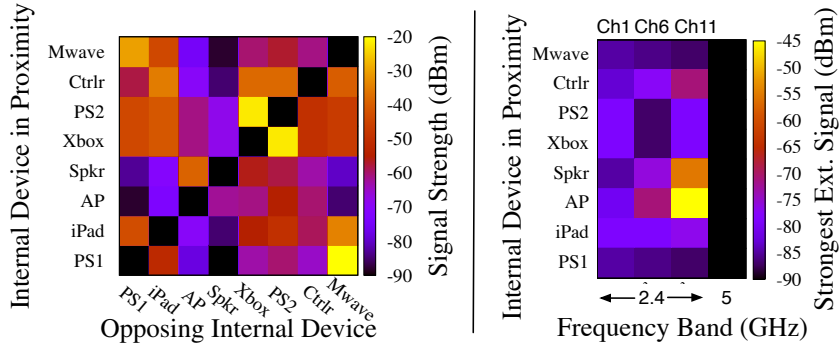 Internal Device in Proximity
Mwave
Ctrlr
PS2
Xbox
Spkr
AP
iPad
PS1
PS1 iPad AP Spkr Xbox PS2 Ctrlr Mwave
Opposing Internal Device
-20
-30
-40
-50
-60
-70
-80
-90
Signal Strength (dBm)
Internal Device in Proximity
Ch1 Ch6 Ch11
Mwave
Ctrlr
PS2
Xbox
Spkr
AP
iPad
PS1
2.4 5
Frequency Band (GHz)
-45
-50
-55
-60
-65
-70
-75
-80
-85
-90
Strongest Ext. Signal (dBm)